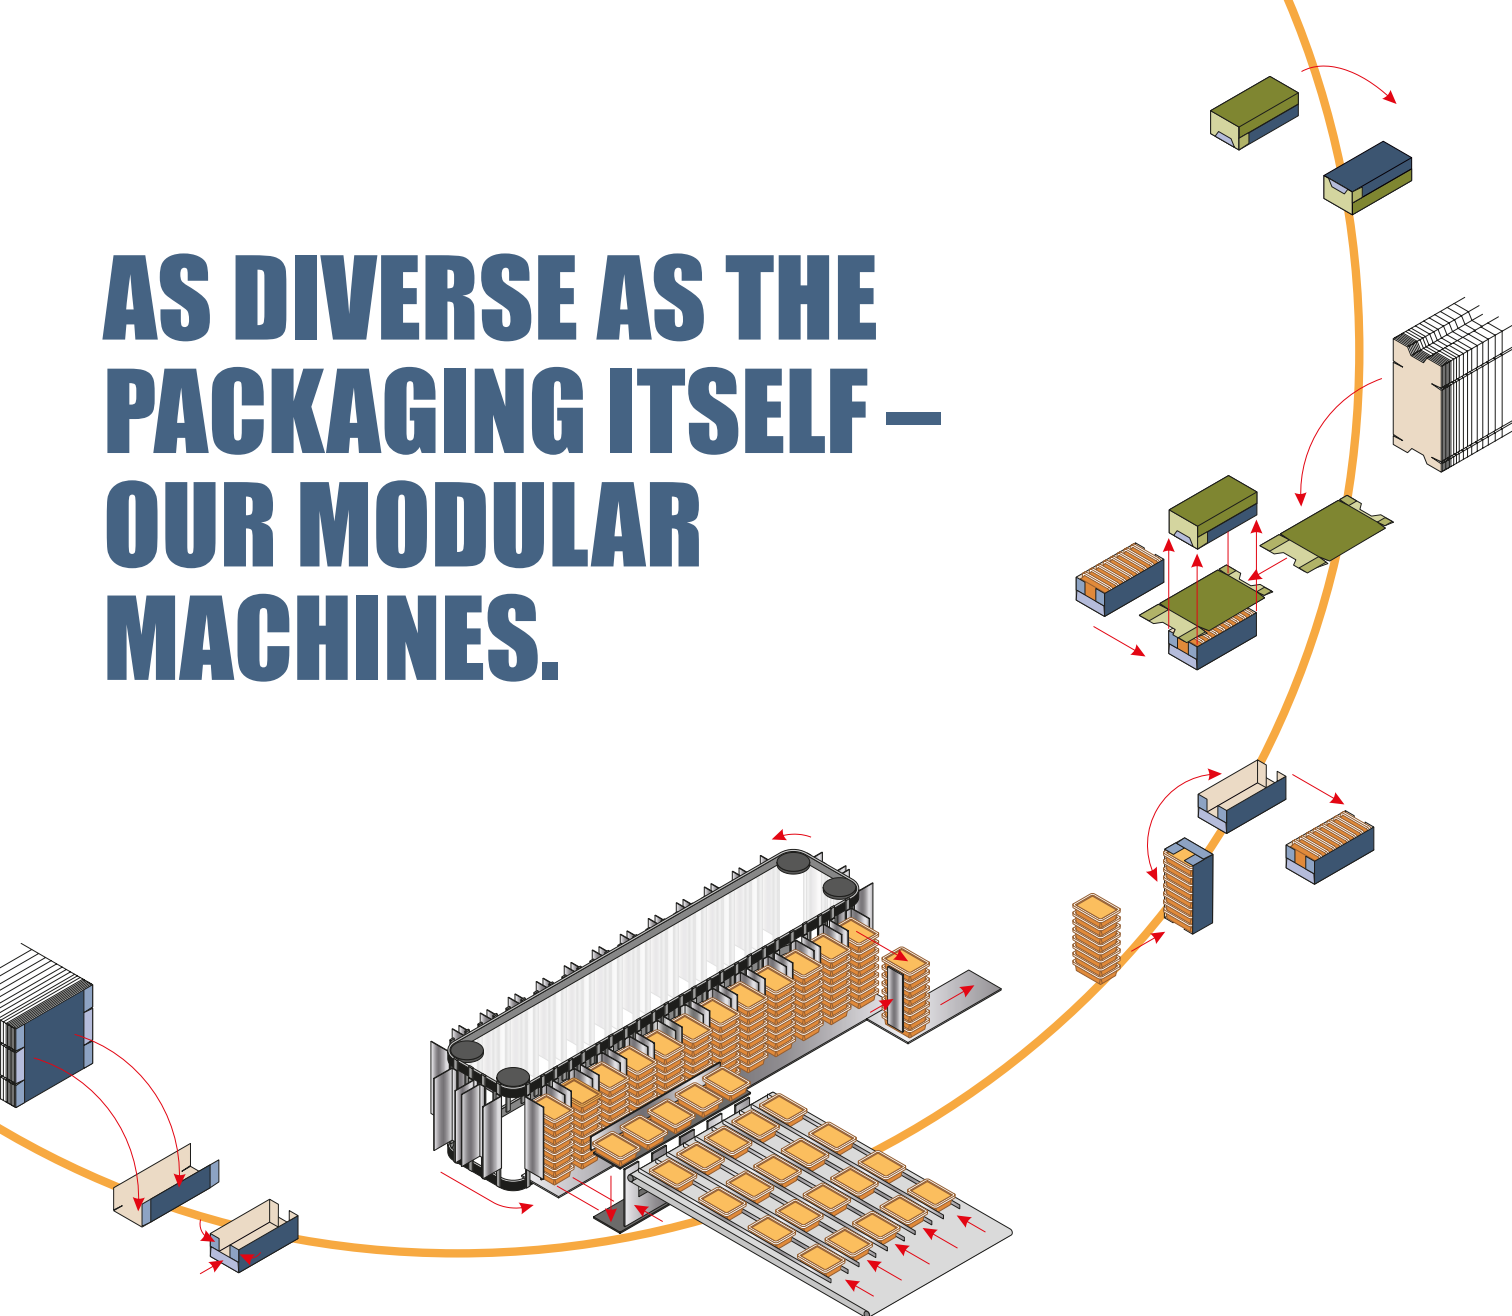 AS DIVERSE AS THE
PACKAGING ITSELF –
OUR MODULAR
MACHINES.